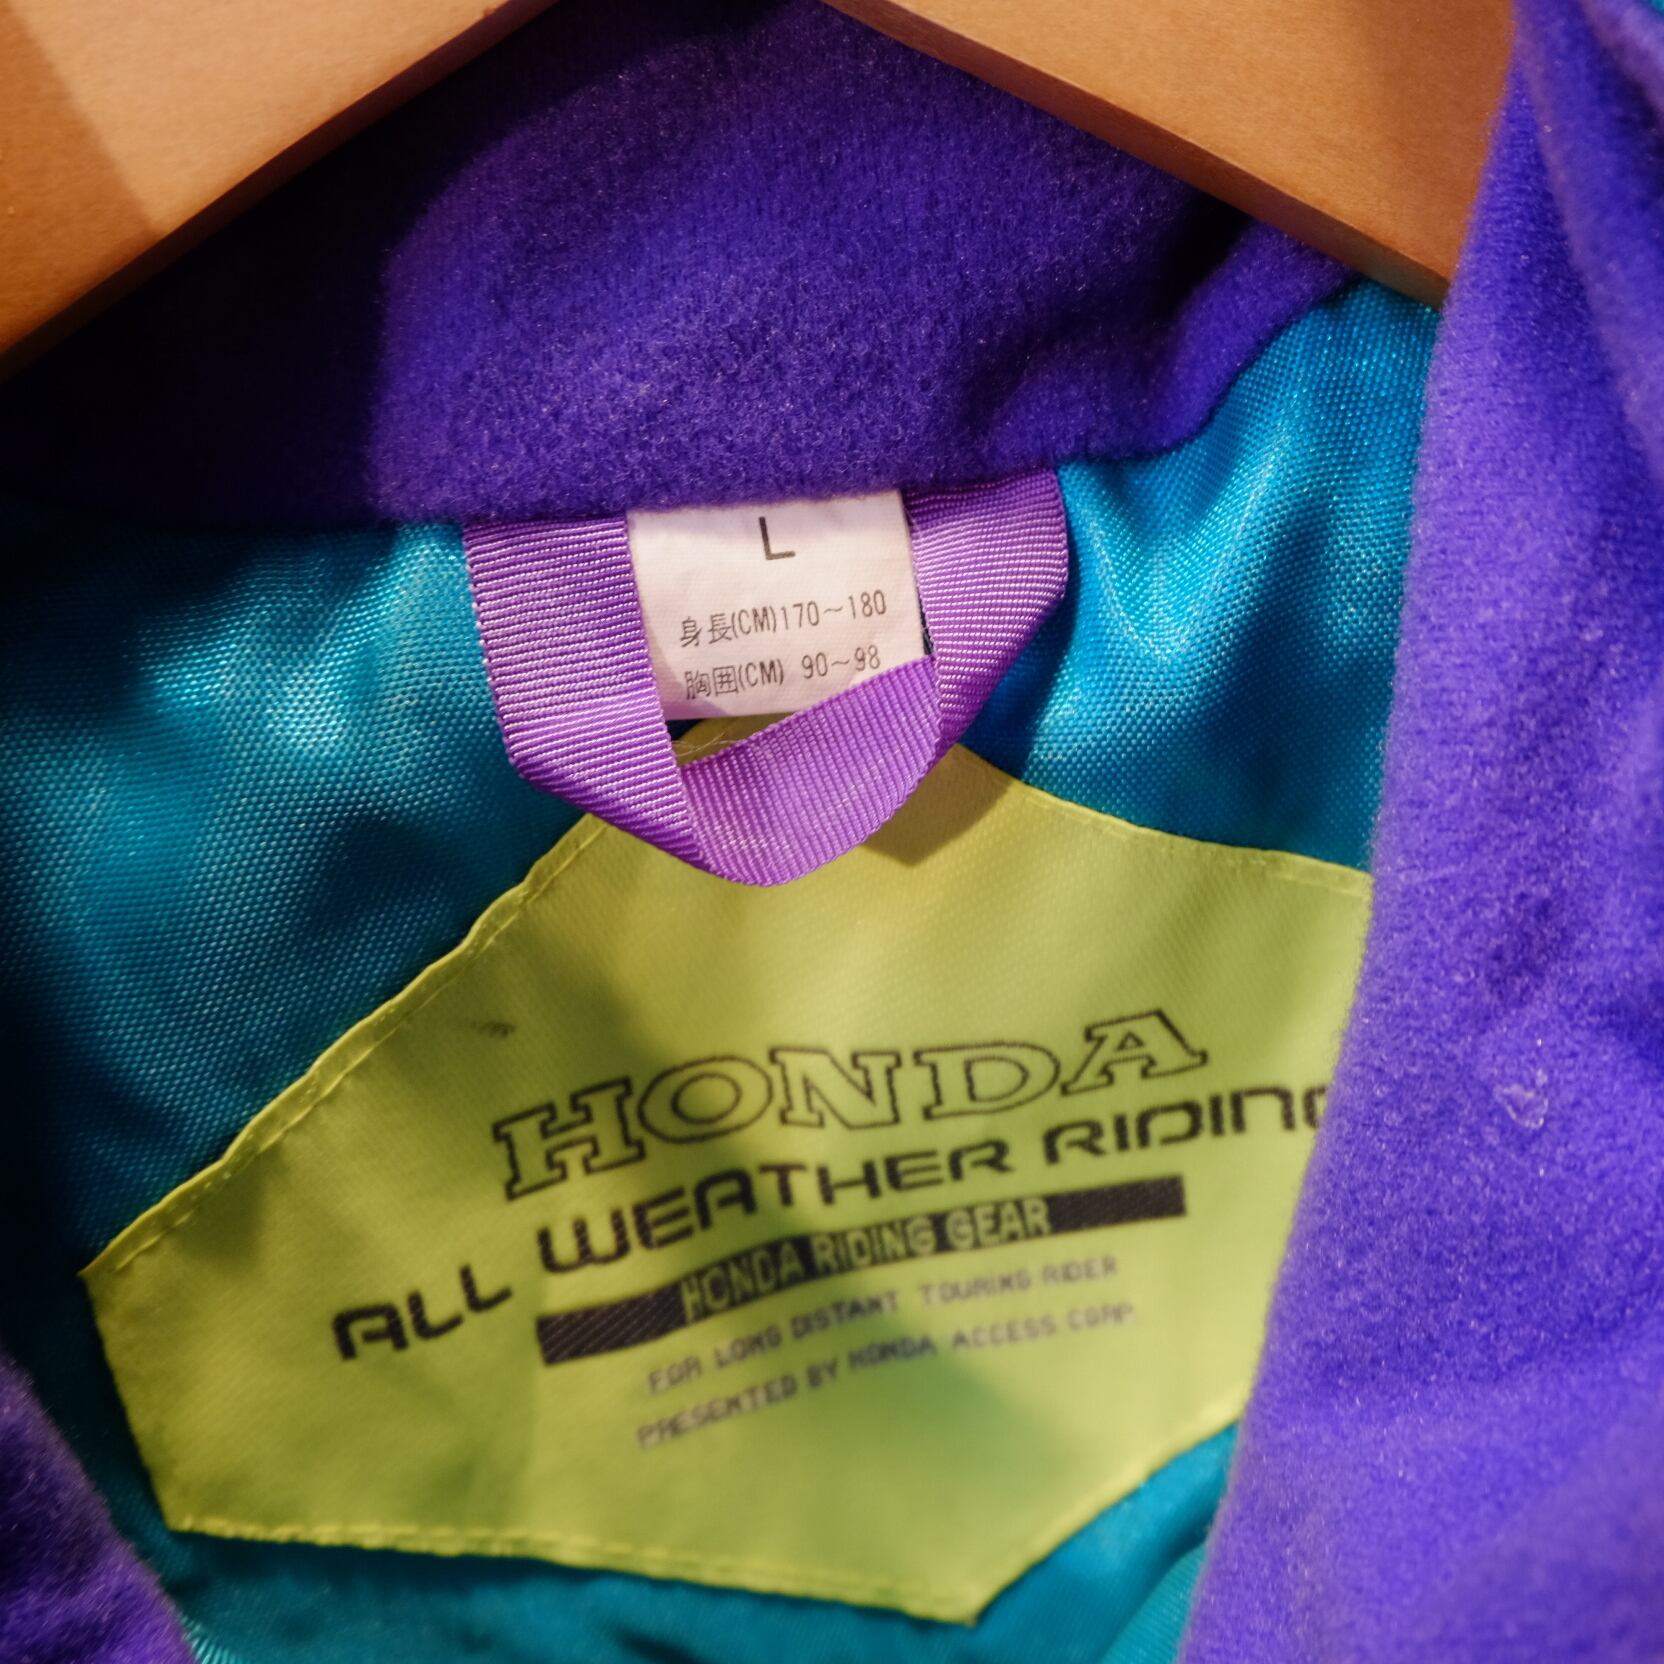 L
身長(CM)170~180
胸囲(CM) 90~98
HONDA
ALL WEATHER RIDING
HONDA RIDING GEAR
FOR LONG DISTANT TOURING RIDER
PRESENTED BY HONDA ACCESS CORP.